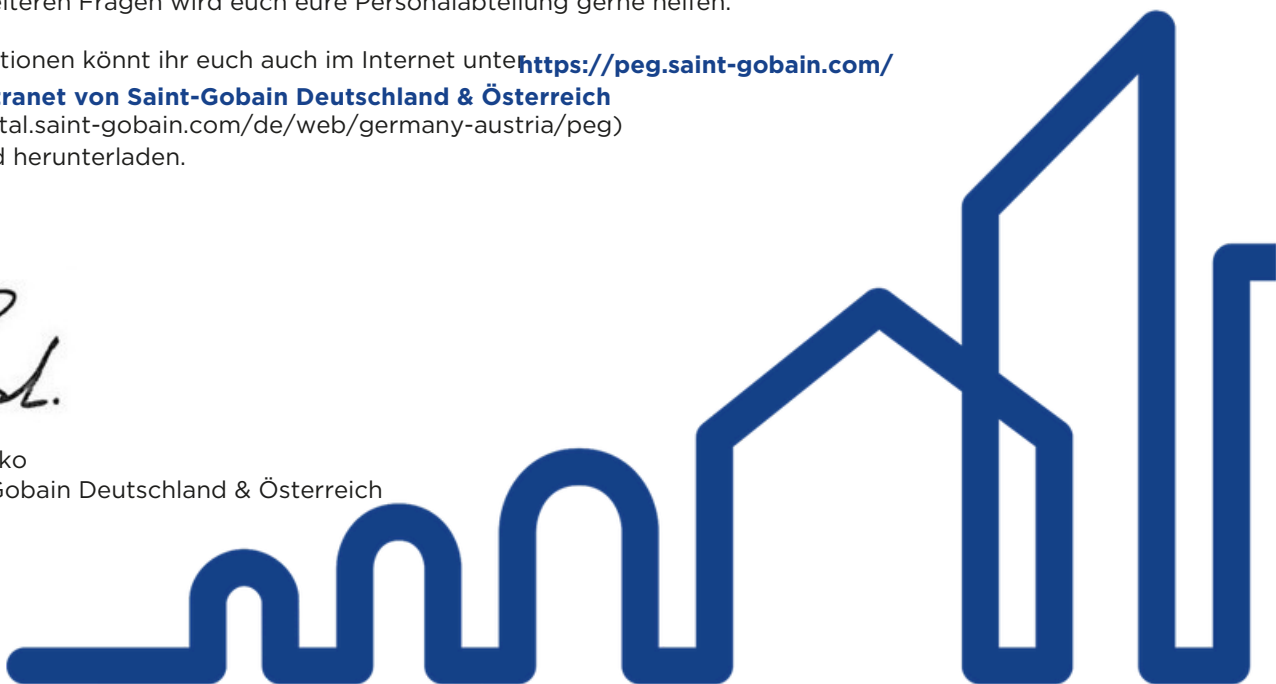 eiteren Fragen wird euch eure Personalabteilung gerne helfen.
tionen könnt ihr euch auch im Internet unter https://peg.saint-gobain.com/
tranet von Saint-Gobain Deutschland & Österreich
tal.saint-gobain.com/de/web/germany-austria/peg)
d herunterladen.
ko
Gobain Deutschland & Österreich